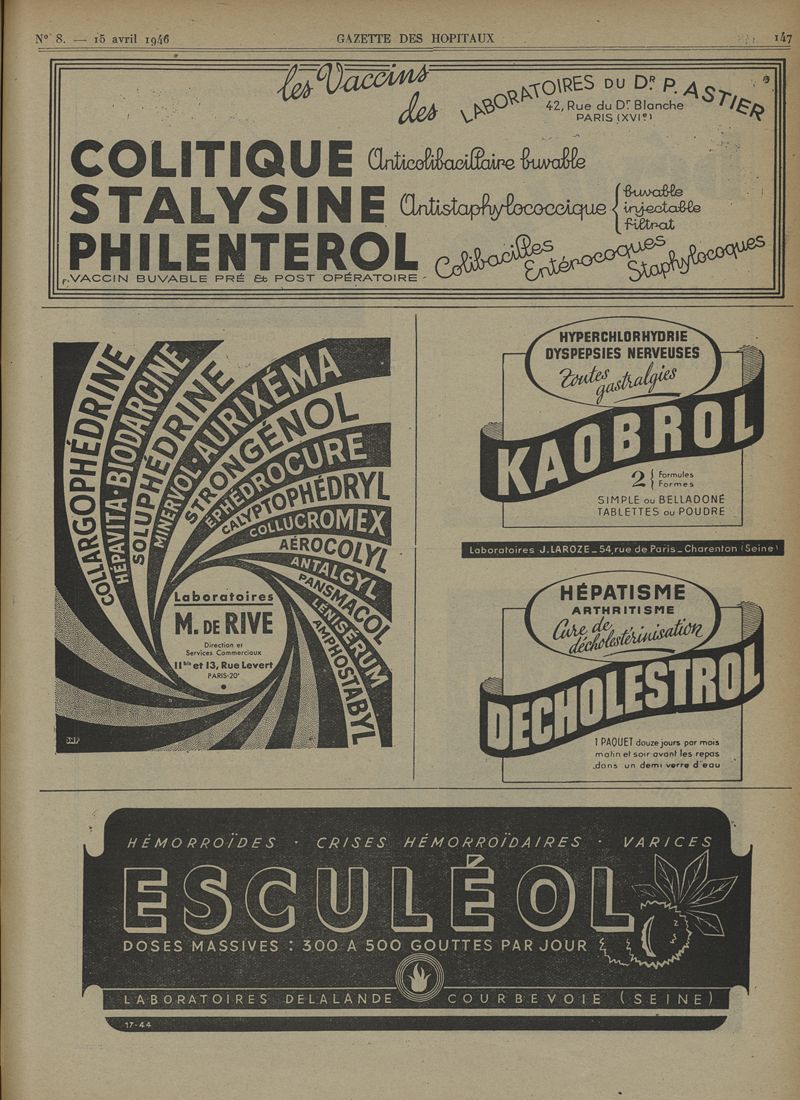 N° 8. — 15 avril 1946
GAZETTE DES HOPITAUX
147
les Vaccins
des
LABORATOIRES DU Dr P. ASTIER
42, Rue du Dr Blanche
PARIS (XVIe)
COLITIQUE Anticolibacillaire buvable
STALYSINE Antistaphylococcique { buvable
injectable
filtrat
PHILENTEROL Colibacilles
Entérocoques
Staphylocoques
VACCIN BUVABLE PRÉ & POST OPÉRATOIRE
COLLARGOPHÉDRINE
HÉPAVITA · BIODARCINE
SOLUPHÉDRINE
MINERVOL · AURIXÉMA
STRONGÉNOL
ÉPHÉDROCURE
CALYPTOPHÉDRYL
COLLUCROMEX
AÉROCOLYL
ANTALGYL
PANSMACOL
LÉNISÉRUM
AMPHOSTABYL
Laboratoires
M. DE RIVE
Direction et
Services Commerciaux
11bis et 13, Rue Levert
PARIS-20e
SNP
HYPERCHLORHYDRIE
DYSPEPSIES NERVEUSES
Toutes
gastralgies
KAOBROL
2 { Formules
Formes
SIMPLE ou BELLADONÉ
TABLETTES ou POUDRE
Laboratoires J. LAROZE _ 54, rue de Paris _ Charenton (Seine)
HÉPATISME
ARTHRITISME
Cure de
décholestérinisation
DECHOLESTROL
1 PAQUET douze jours par mois
matin et soir avant les repas
dans un demi verre d'eau
HÉMORROÏDES · CRISES HÉMORROÏDAIRES · VARICES
ESCULÉOL
DOSES MASSIVES : 300 A 500 GOUTTES PAR JOUR
LABORATOIRES DELALANDE COURBEVOIE (SEINE)
17-44